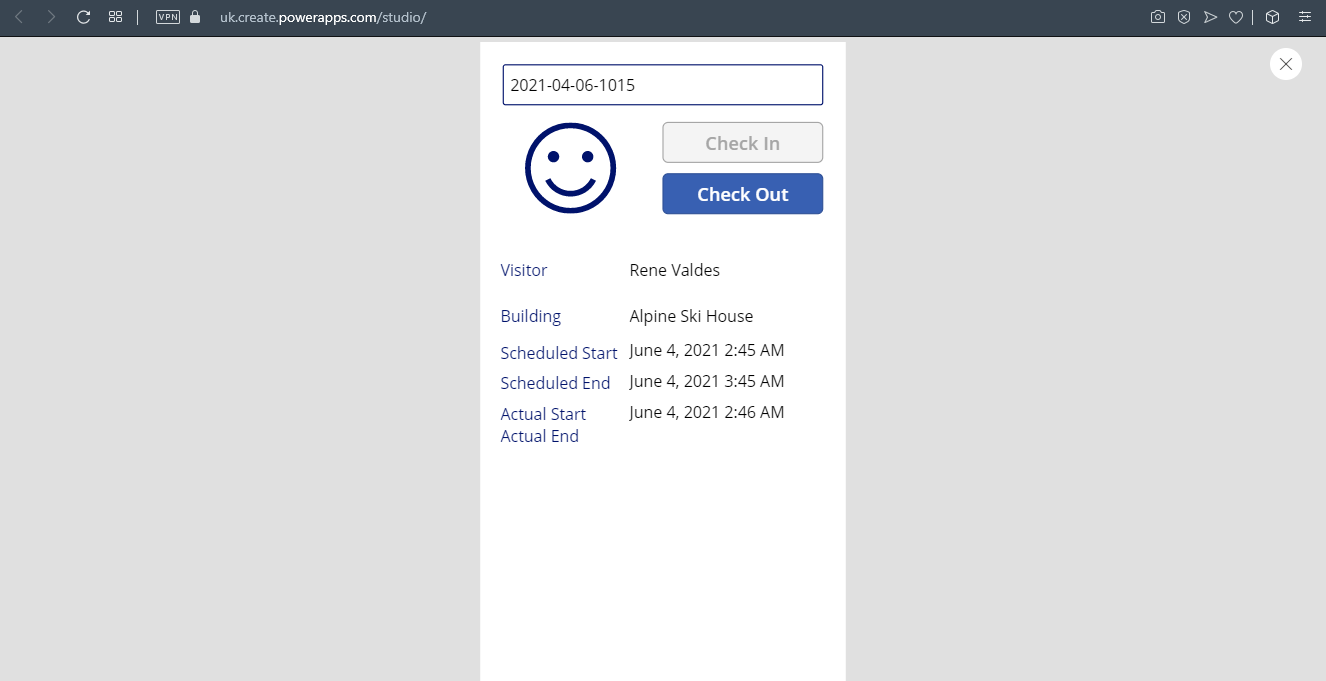 VPN uk.create.powerapps.com/studio/
2021-04-06-1015
Check In
Check Out
Visitor Rene Valdes
Building Alpine Ski House
Scheduled Start June 4, 2021 2:45 AM
Scheduled End June 4, 2021 3:45 AM
Actual Start June 4, 2021 2:46 AM
Actual End